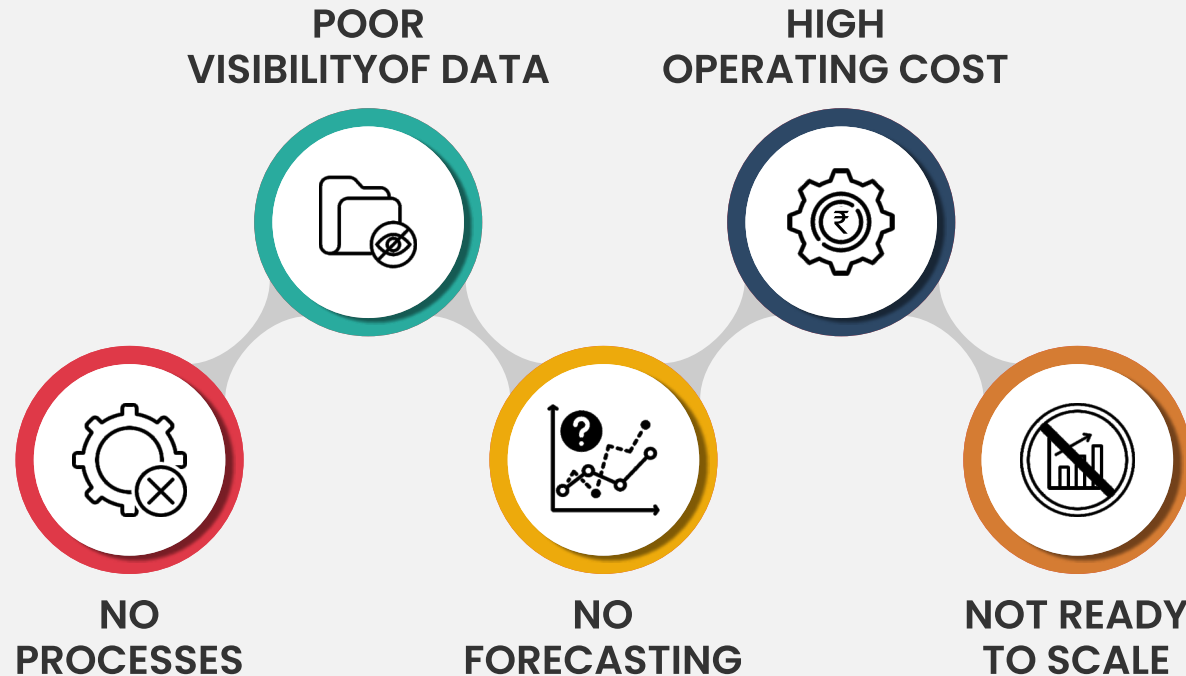 POOR
VISIBILITYOF DATA
HIGH
OPERATING COST
₹
?
NO
PROCESSES
NO
FORECASTING
NOT READY
TO SCALE